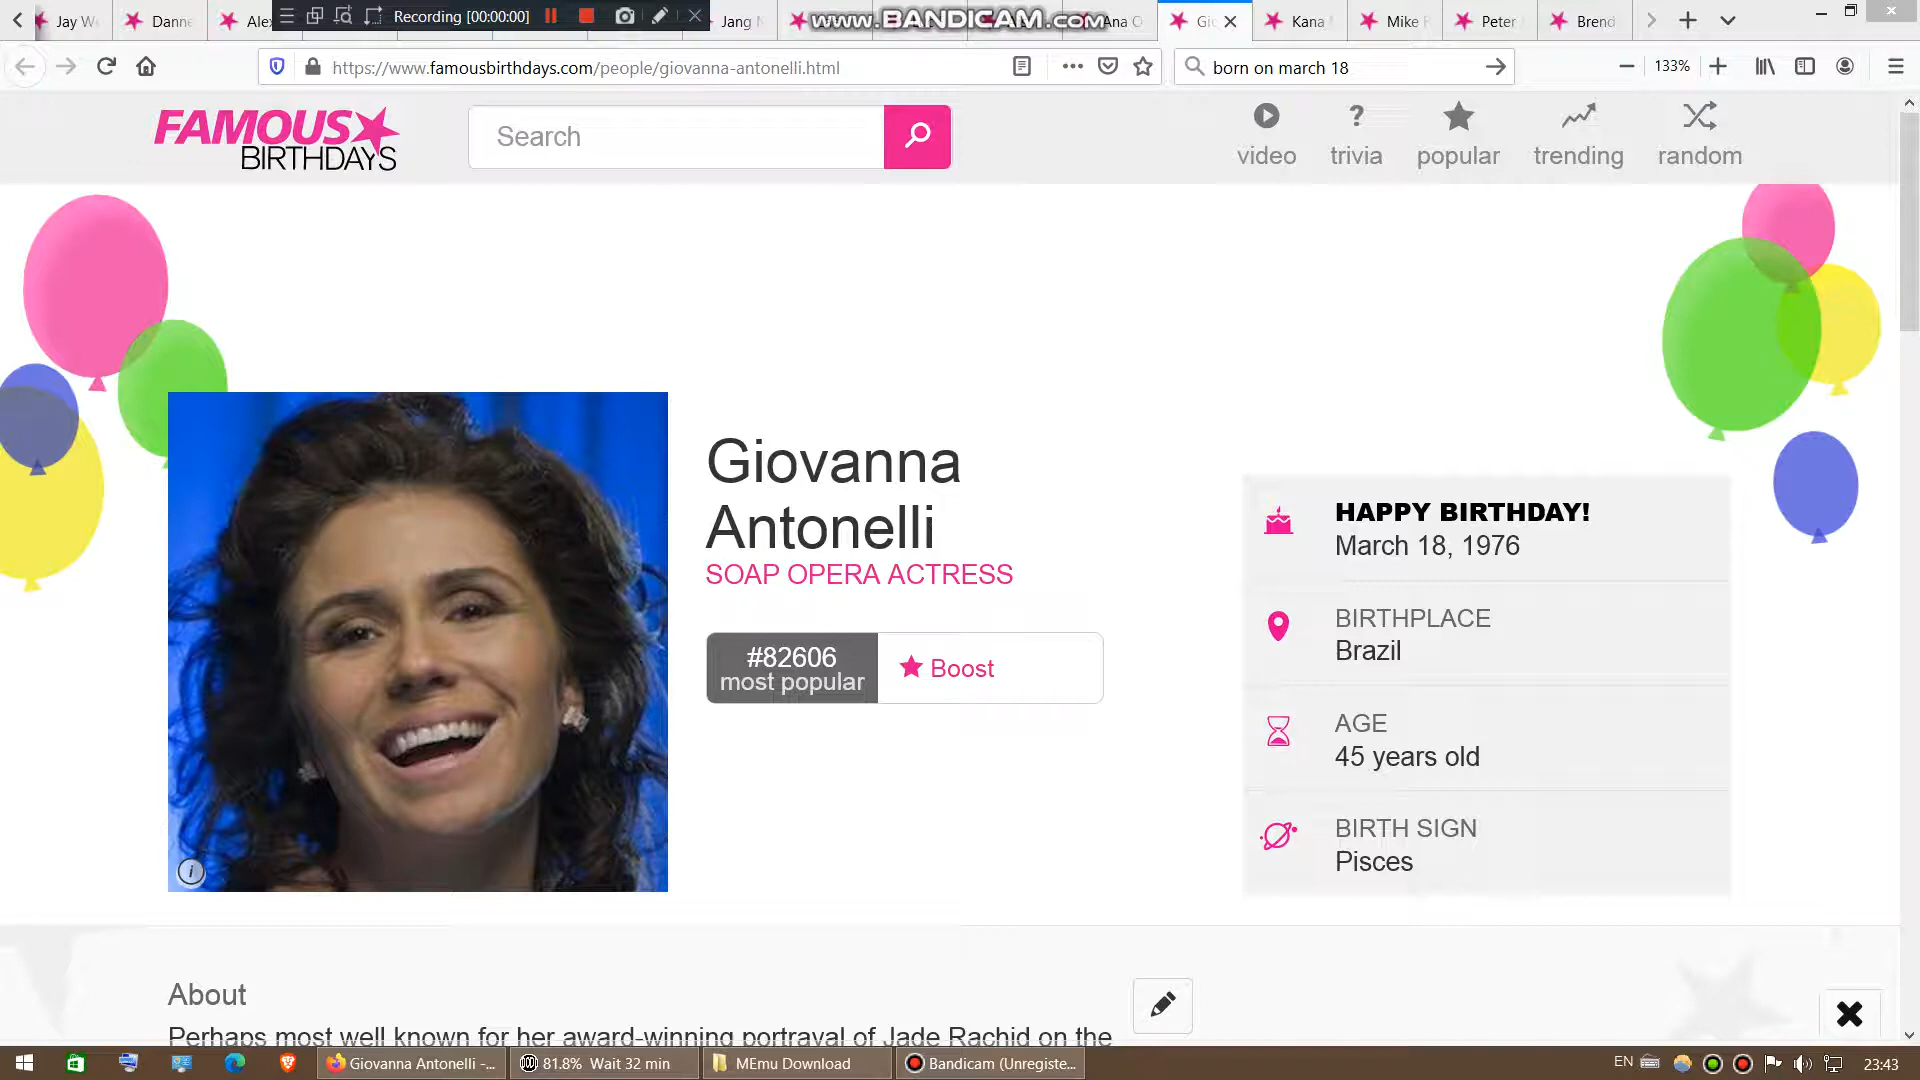 Jay W
Danne
Ale
Recording [00:00:00]
Jang
www.BANDICAM.com
Ana C
Gi
Kana
Mike
Peter
Brend
https://www.famousbirthdays.com/people/giovanna-antonelli.html
born on march 18
133%
FAMOUS
BIRTHDAYS
Search
video
?
trivia
popular
trending
random
Giovanna
Antonelli
SOAP OPERA ACTRESS
#82606
most popular
Boost
HAPPY BIRTHDAY!
March 18, 1976
BIRTHPLACE
Brazil
AGE
45 years old
BIRTH SIGN
Pisces
i
About
Perhaps most well known for her award-winning portrayal of Jade Rachid on the
Giovanna Antonelli -...
81.8% Wait 32 min
MEmu Download
Bandicam (Unregiste...
EN
23:43